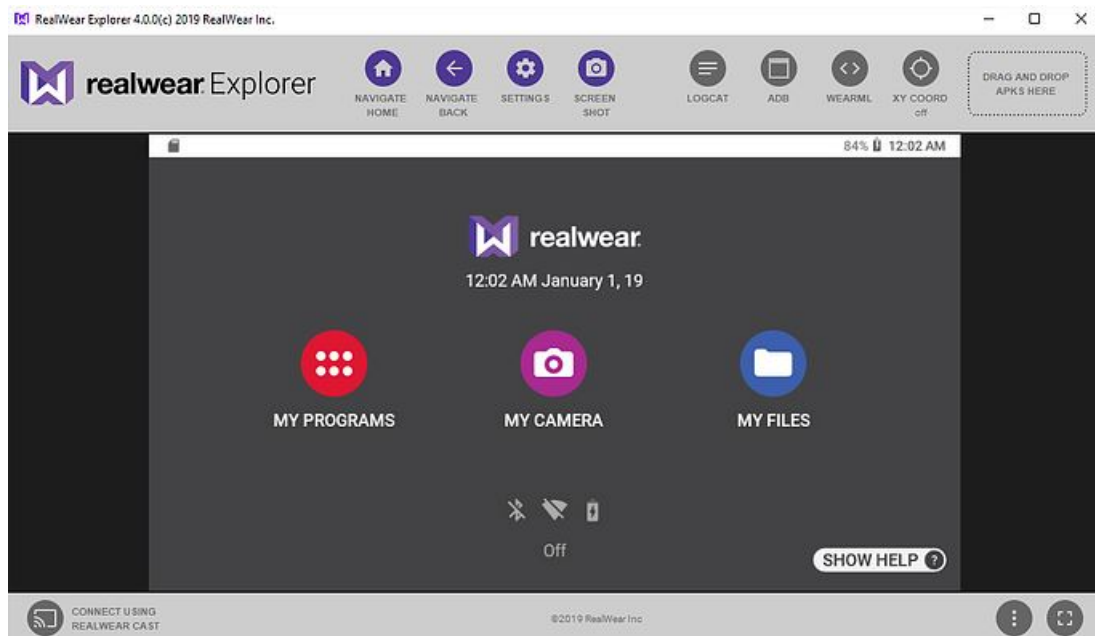 RealWear Explorer 4.0.0(c) 2019 RealWear Inc.
realwear Explorer
NAVIGATE
HOME
NAVIGATE
BACK
SETTINGS
SCREEN
SHOT
LOGCAT
ADB
WEARML
XY COORD
off
DRAG AND DROP
APKS HERE
84% 12:02 AM
realwear
12:02 AM January 1, 19
MY PROGRAMS
MY CAMERA
MY FILES
Off
SHOW HELP ?
CONNECT USING
REALWEAR CAST
©2019 RealWear Inc